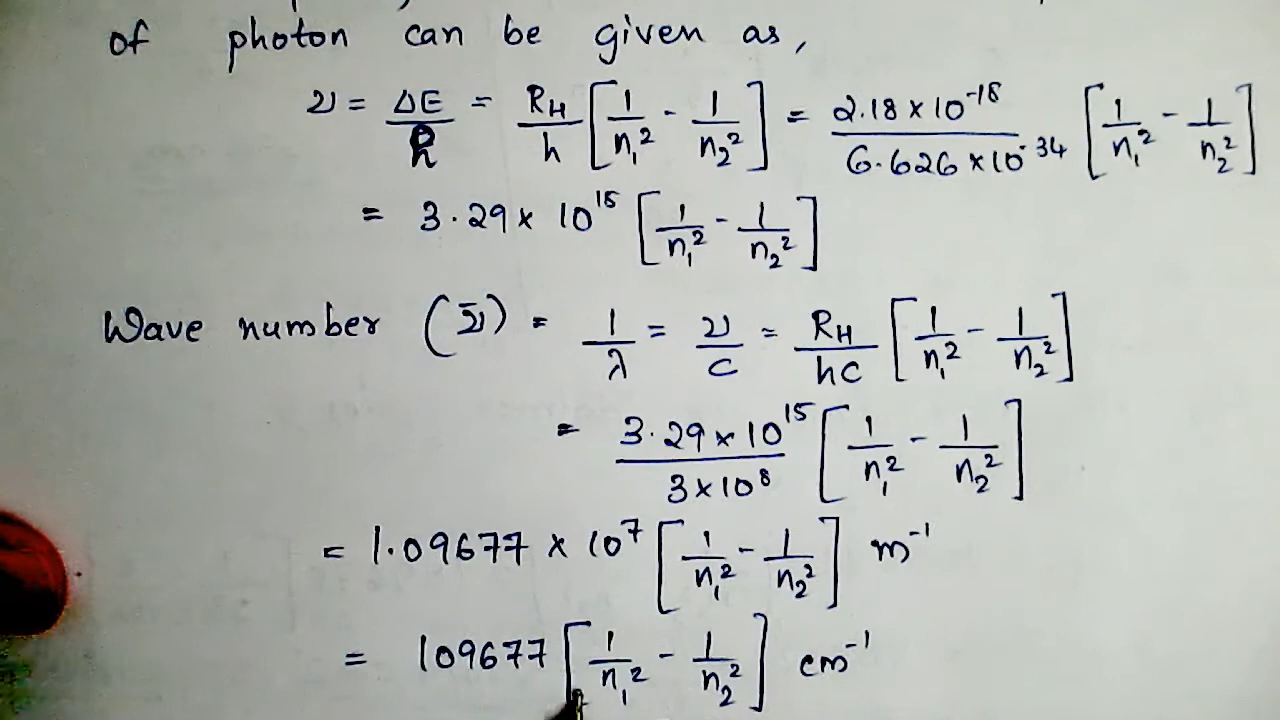 of photon can be given as,
ν = ΔE/h = R_H/h [1/n₁² - 1/n₂²] = 2.18 × 10⁻¹⁸/6.626 × 10⁻³⁴ [1/n₁² - 1/n₂²]
= 3.29 × 10¹⁵ [1/n₁² - 1/n₂²]
Wave number (ν̄) = 1/λ = ν/c = R_H/hc [1/n₁² - 1/n₂²]
= 3.29 × 10¹⁵/3 × 10⁸ [1/n₁² - 1/n₂²]
= 1.09677 × 10⁷ [1/n₁² - 1/n₂²] m⁻¹
= 109677 [1/n₁² - 1/n₂²] cm⁻¹